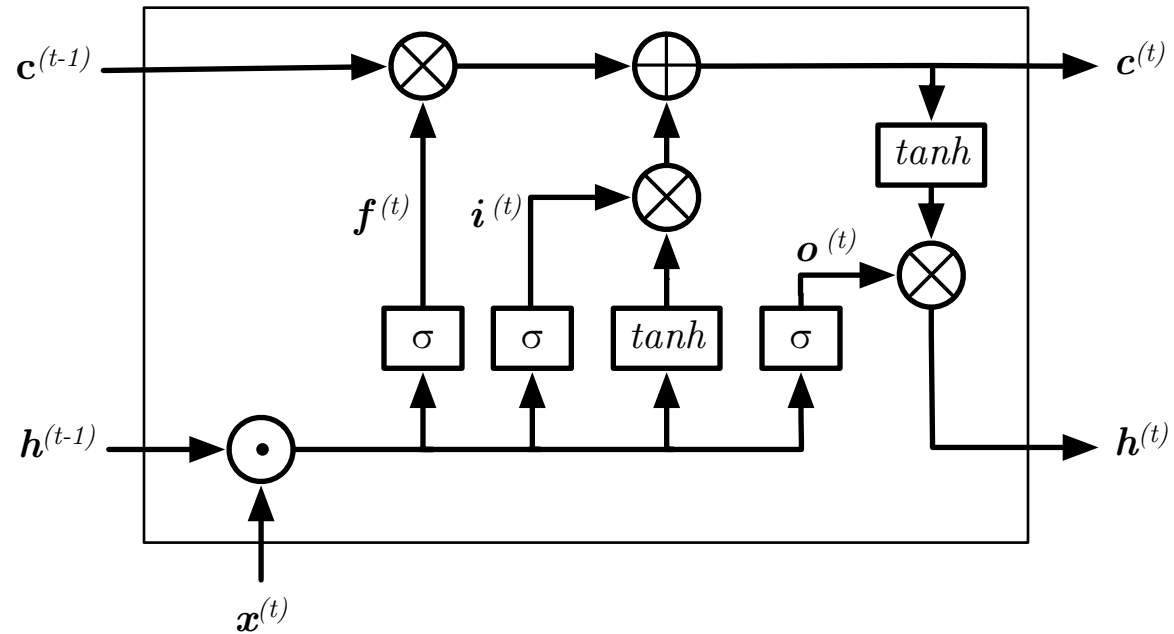 c(t-1)
c(t)
tanh
f(t)
i(t)
o(t)
σ
σ
tanh
σ
h(t-1)
h(t)
x(t)